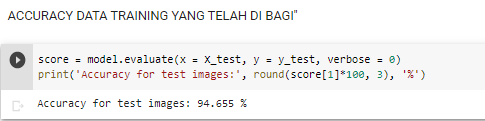 ACCURACY DATA TRAINING YANG TELAH DI BAGI"
score = model.evaluate(x = X_test, y = y_test, verbose = 0)
print('Accuracy for test images:', round(score[1]*100, 3), '%')
Accuracy for test images: 94.655 %